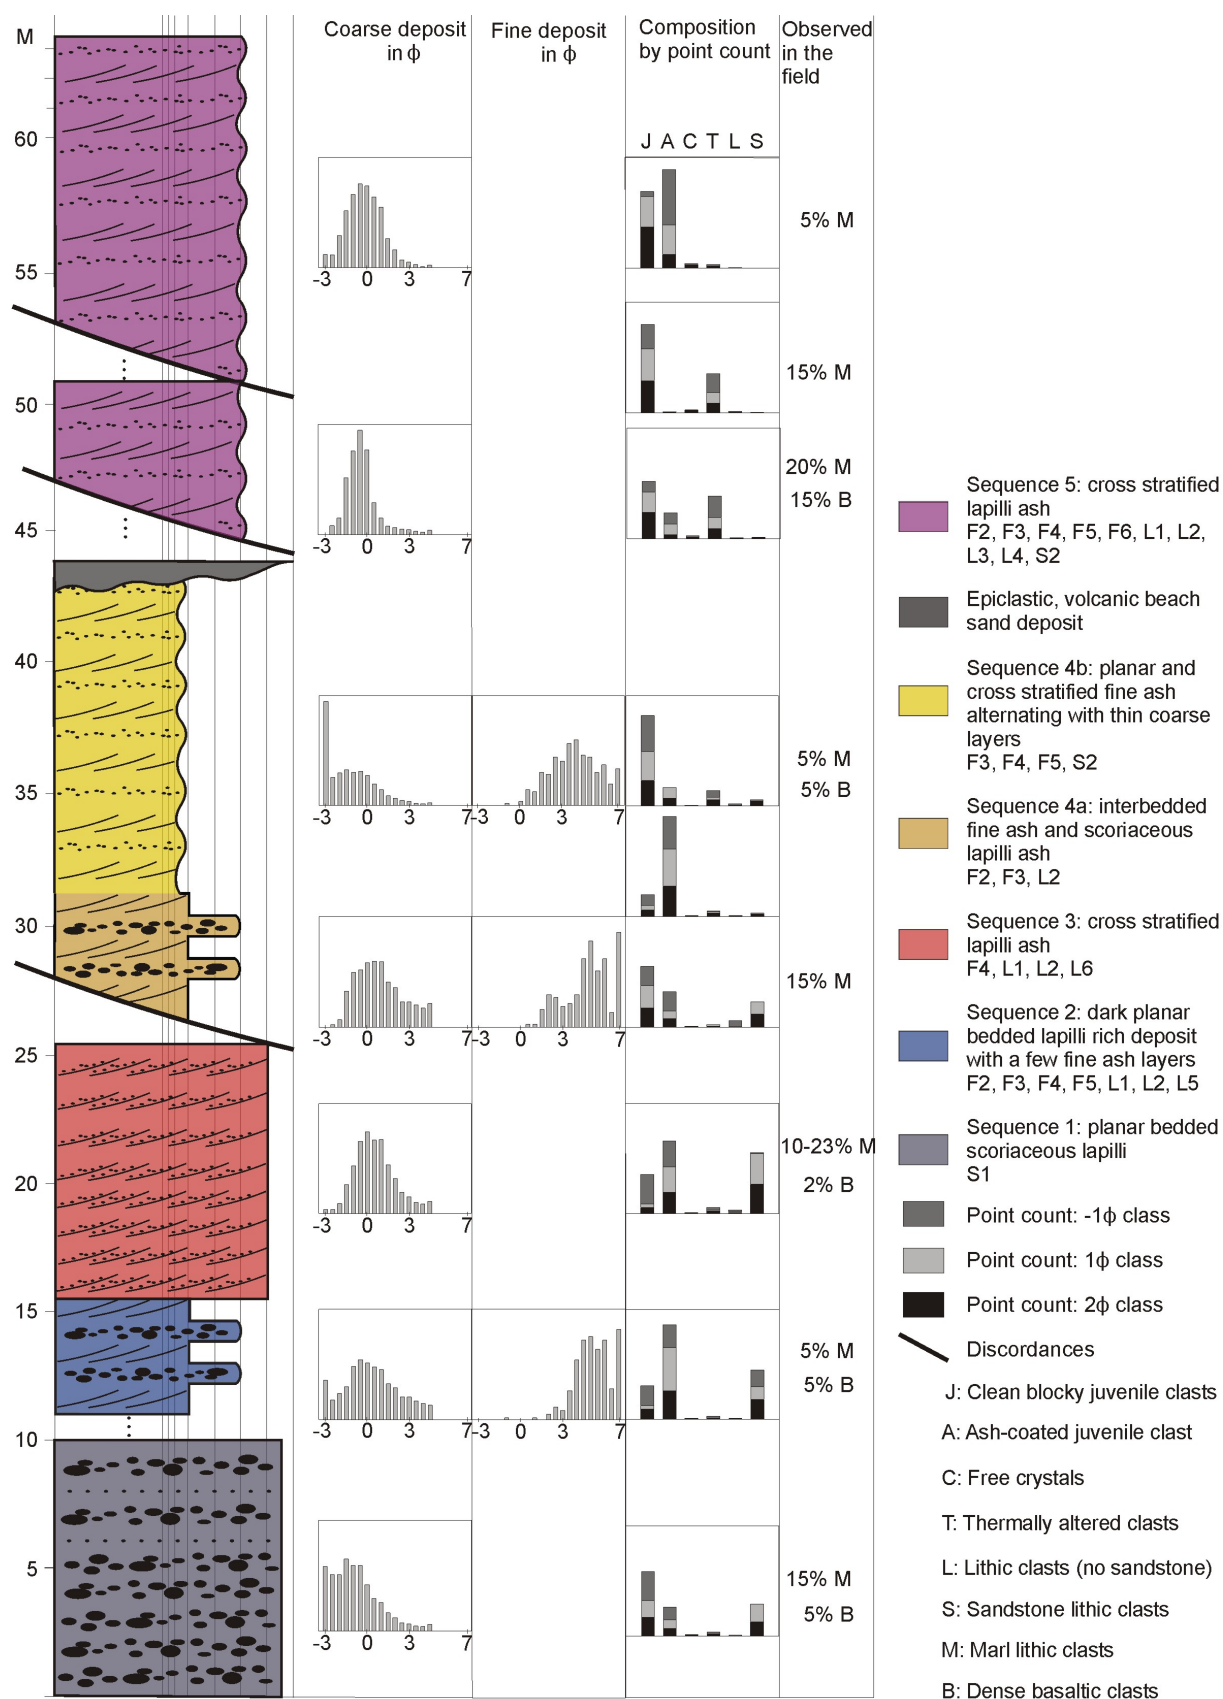 M
Coarse deposit
in ϕ
Fine deposit
in ϕ
Composition
by point count
Observed
in the
field
J A C T L S
60
55
50
45
40
35
30
25
20
15
10
5
-3 0 3 7
5% M
15% M
-3 0 3 7
20% M
15% B
-3 0 3 7
-3 0 3 7
5% M
5% B
-3 0 3 7
-3 0 3 7
15% M
-3 0 3 7
10-23% M
2% B
-3 0 3 7
-3 0 3 7
5% M
5% B
-3 0 3 7
15% M
5% B
Sequence 5: cross stratified
lapilli ash
F2, F3, F4, F5, F6, L1, L2,
L3, L4, S2
Epiclastic, volcanic beach
sand deposit
Sequence 4b: planar and
cross stratified fine ash
alternating with thin coarse
layers
F3, F4, F5, S2
Sequence 4a: interbedded
fine ash and scoriaceous
lapilli ash
F2, F3, L2
Sequence 3: cross stratified
lapilli ash
F4, L1, L2, L6
Sequence 2: dark planar
bedded lapilli rich deposit
with a few fine ash layers
F2, F3, F4, F5, L1, L2, L5
Sequence 1: planar bedded
scoriaceous lapilli
S1
Point count: -1ϕ class
Point count: 1ϕ class
Point count: 2ϕ class
Discordances
J: Clean blocky juvenile clasts
A: Ash-coated juvenile clast
C: Free crystals
T: Thermally altered clasts
L: Lithic clasts (no sandstone)
S: Sandstone lithic clasts
M: Marl lithic clasts
B: Dense basaltic clasts